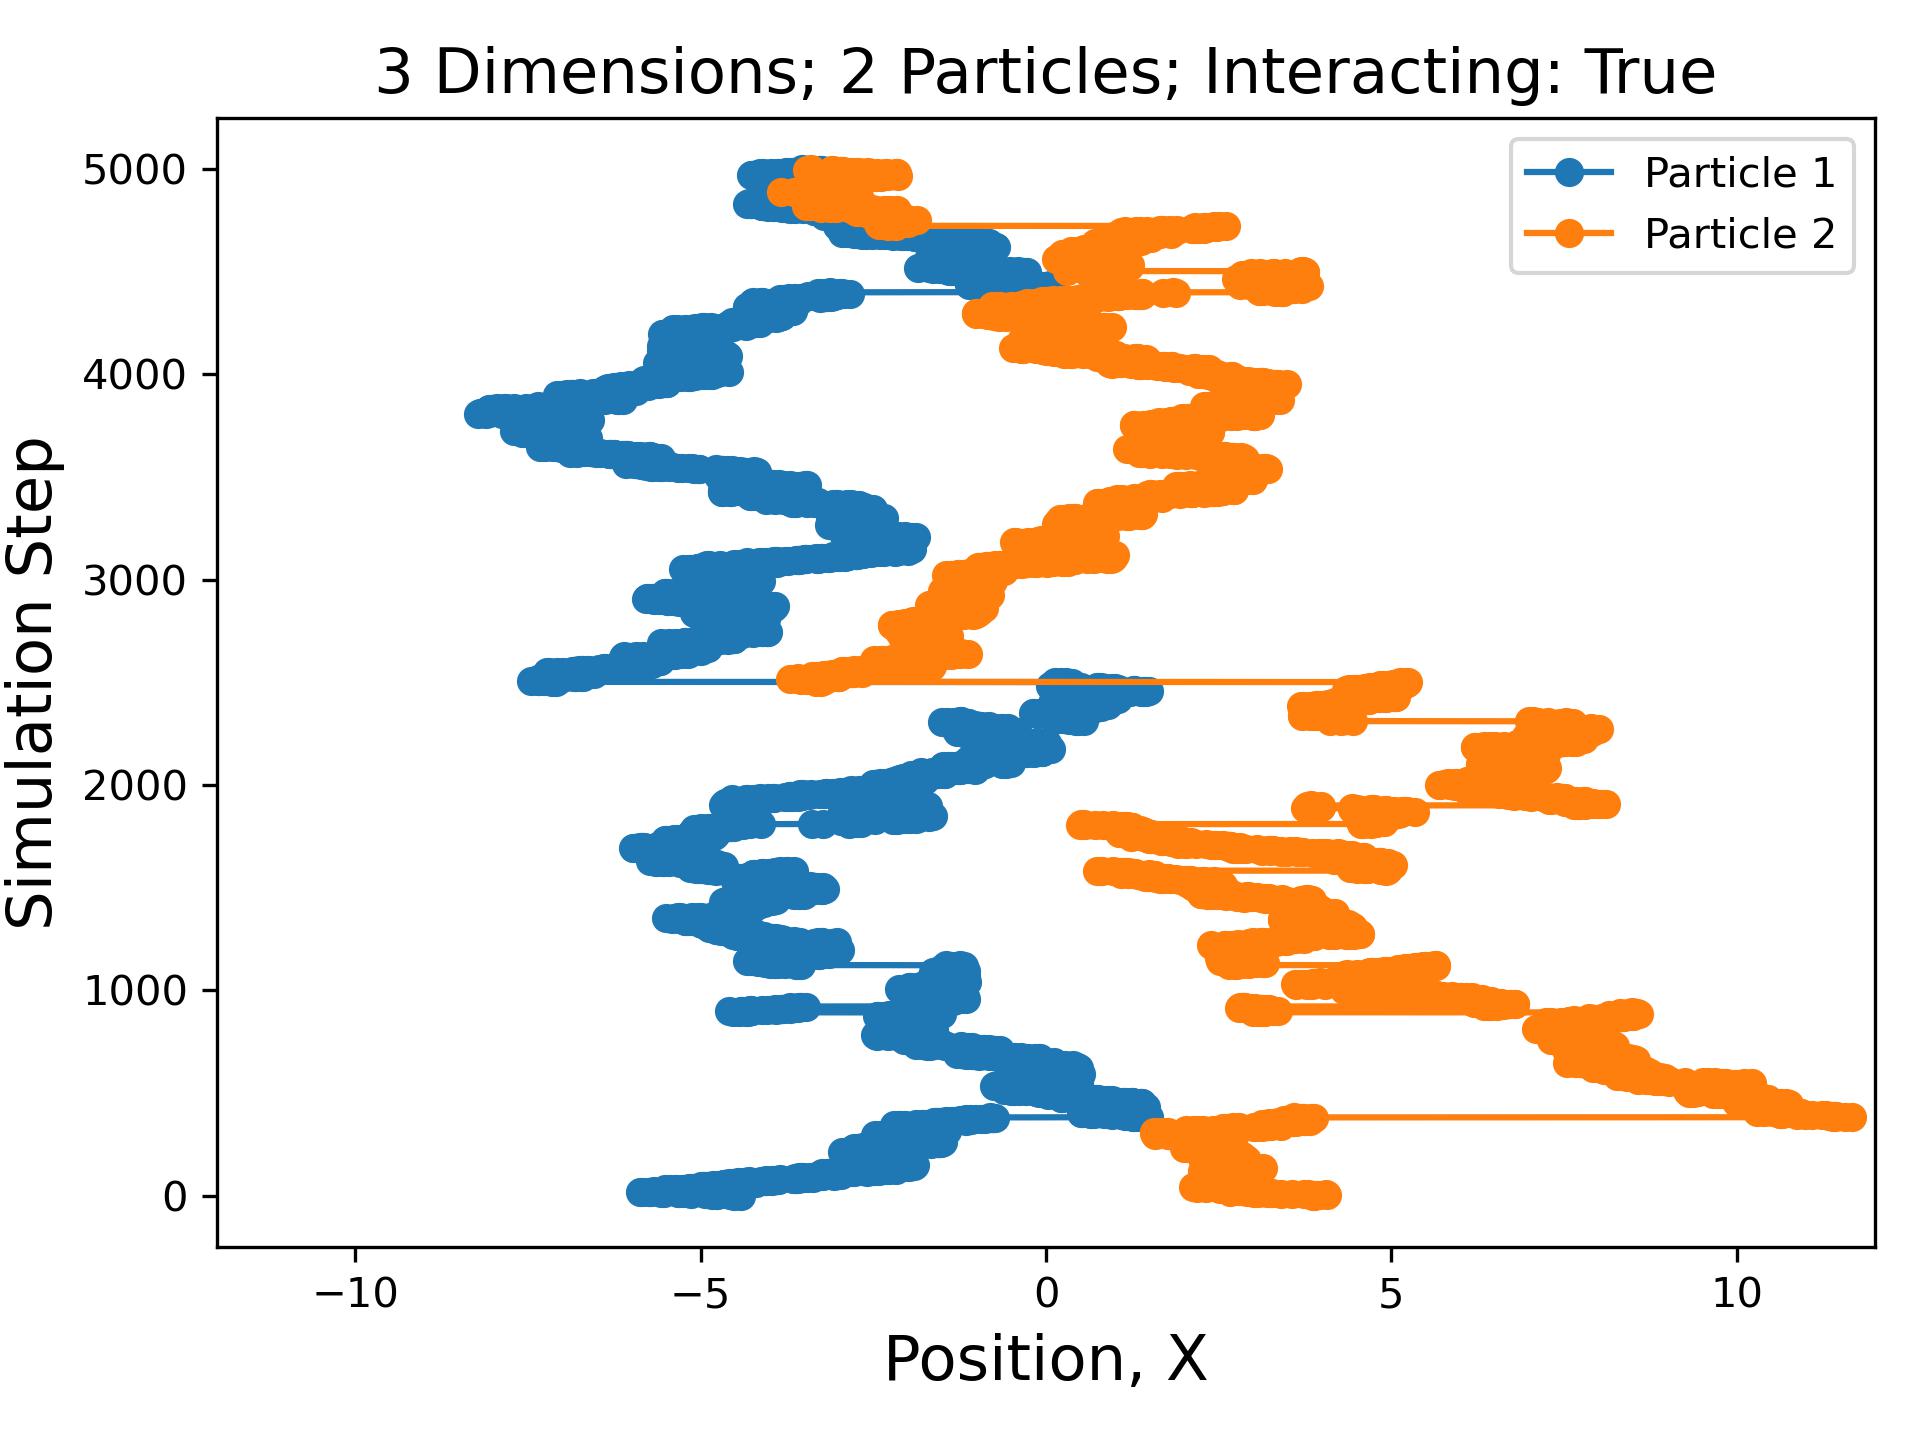 3 Dimensions; 2 Particles; Interacting: True
Particle 1
Particle 2
5000
4000
3000
2000
1000
0
Simulation Step
−10
−5
0
5
10
Position, X